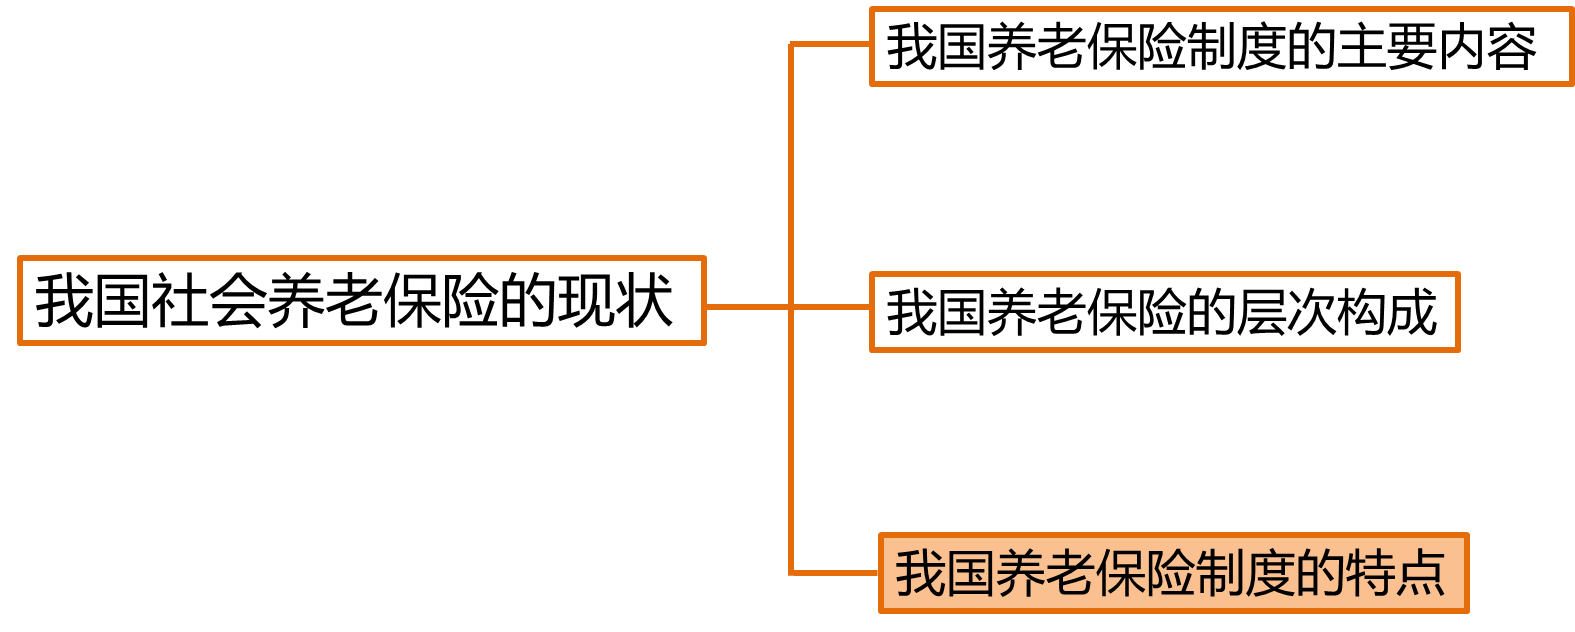 我国养老保险制度的主要内容
我国社会养老保险的现状
我国养老保险的层次构成
我国养老保险制度的特点